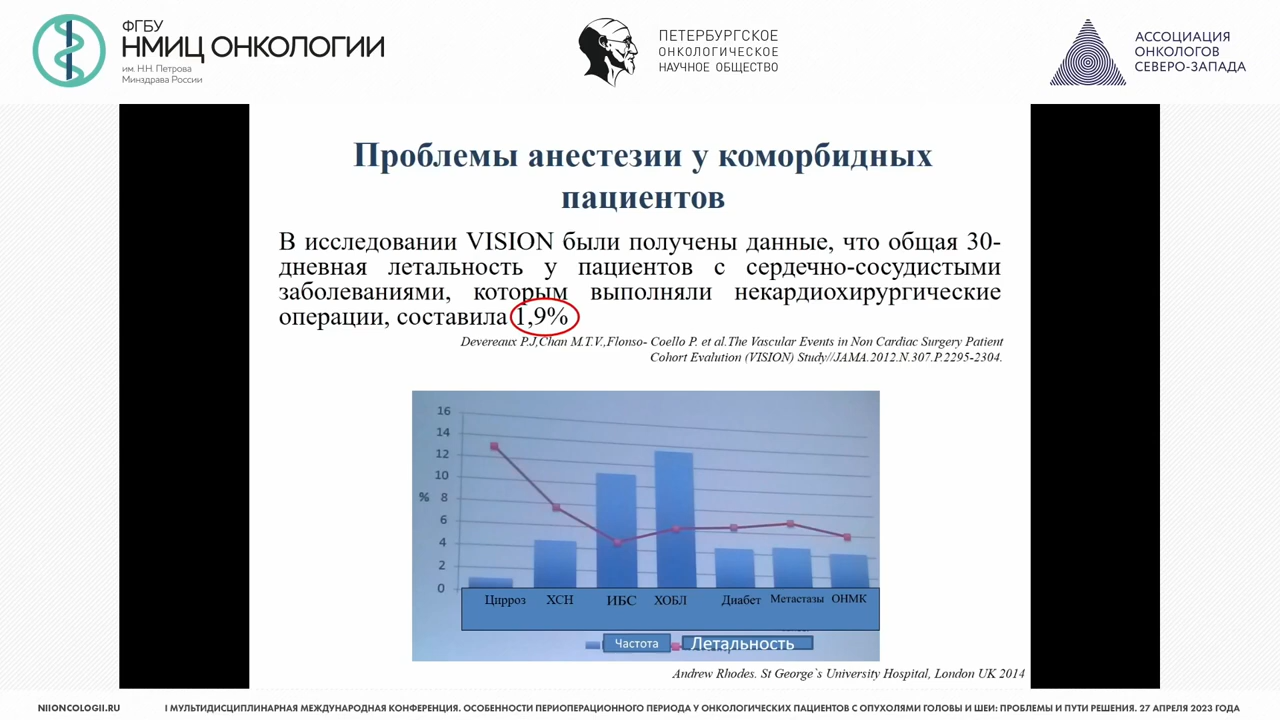 ФГБУ
НМИЦ ОНКОЛОГИИ
им. Н.Н. Петрова
Минздрава России
ПЕТЕРБУРГСКОЕ
ОНКОЛОГИЧЕСКОЕ
НАУЧНОЕ ОБЩЕСТВО
АССОЦИАЦИЯ
ОНКОЛОГОВ
СЕВЕРО-ЗАПАДА
Проблемы анестезии у коморбидных
пациентов
В исследовании VISION были получены данные, что общая 30-
дневная летальность у пациентов с сердечно-сосудистыми
заболеваниями, которым выполняли некардиохирургические
операции, составила 1,9%
Devereaux P.J,Chan M.T.V.,Flonso- Coello P. et al.The Vascular Events in Non Cardiac Surgery Patient
Cohort Evalution (VISION) Study//JAMA.2012.N.307.P.2295-2304.
16
14
12
10
% 8
6
4
2
0
Цирроз ХСН ИБС ХОБЛ Диабет Метастазы ОНМК
Частота Летальность
Andrew Rhodes. St George`s University Hospital, London UK 2014
NIIONCOLOGII.RU I МУЛЬТИДИСЦИПЛИНАРНАЯ МЕЖДУНАРОДНАЯ КОНФЕРЕНЦИЯ. ОСОБЕННОСТИ ПЕРИОПЕРАЦИОННОГО ПЕРИОДА У ОНКОЛОГИЧЕСКИХ ПАЦИЕНТОВ С ОПУХОЛЯМИ ГОЛОВЫ И ШЕИ: ПРОБЛЕМЫ И ПУТИ РЕШЕНИЯ. 27 АПРЕЛЯ 2023 ГОДА